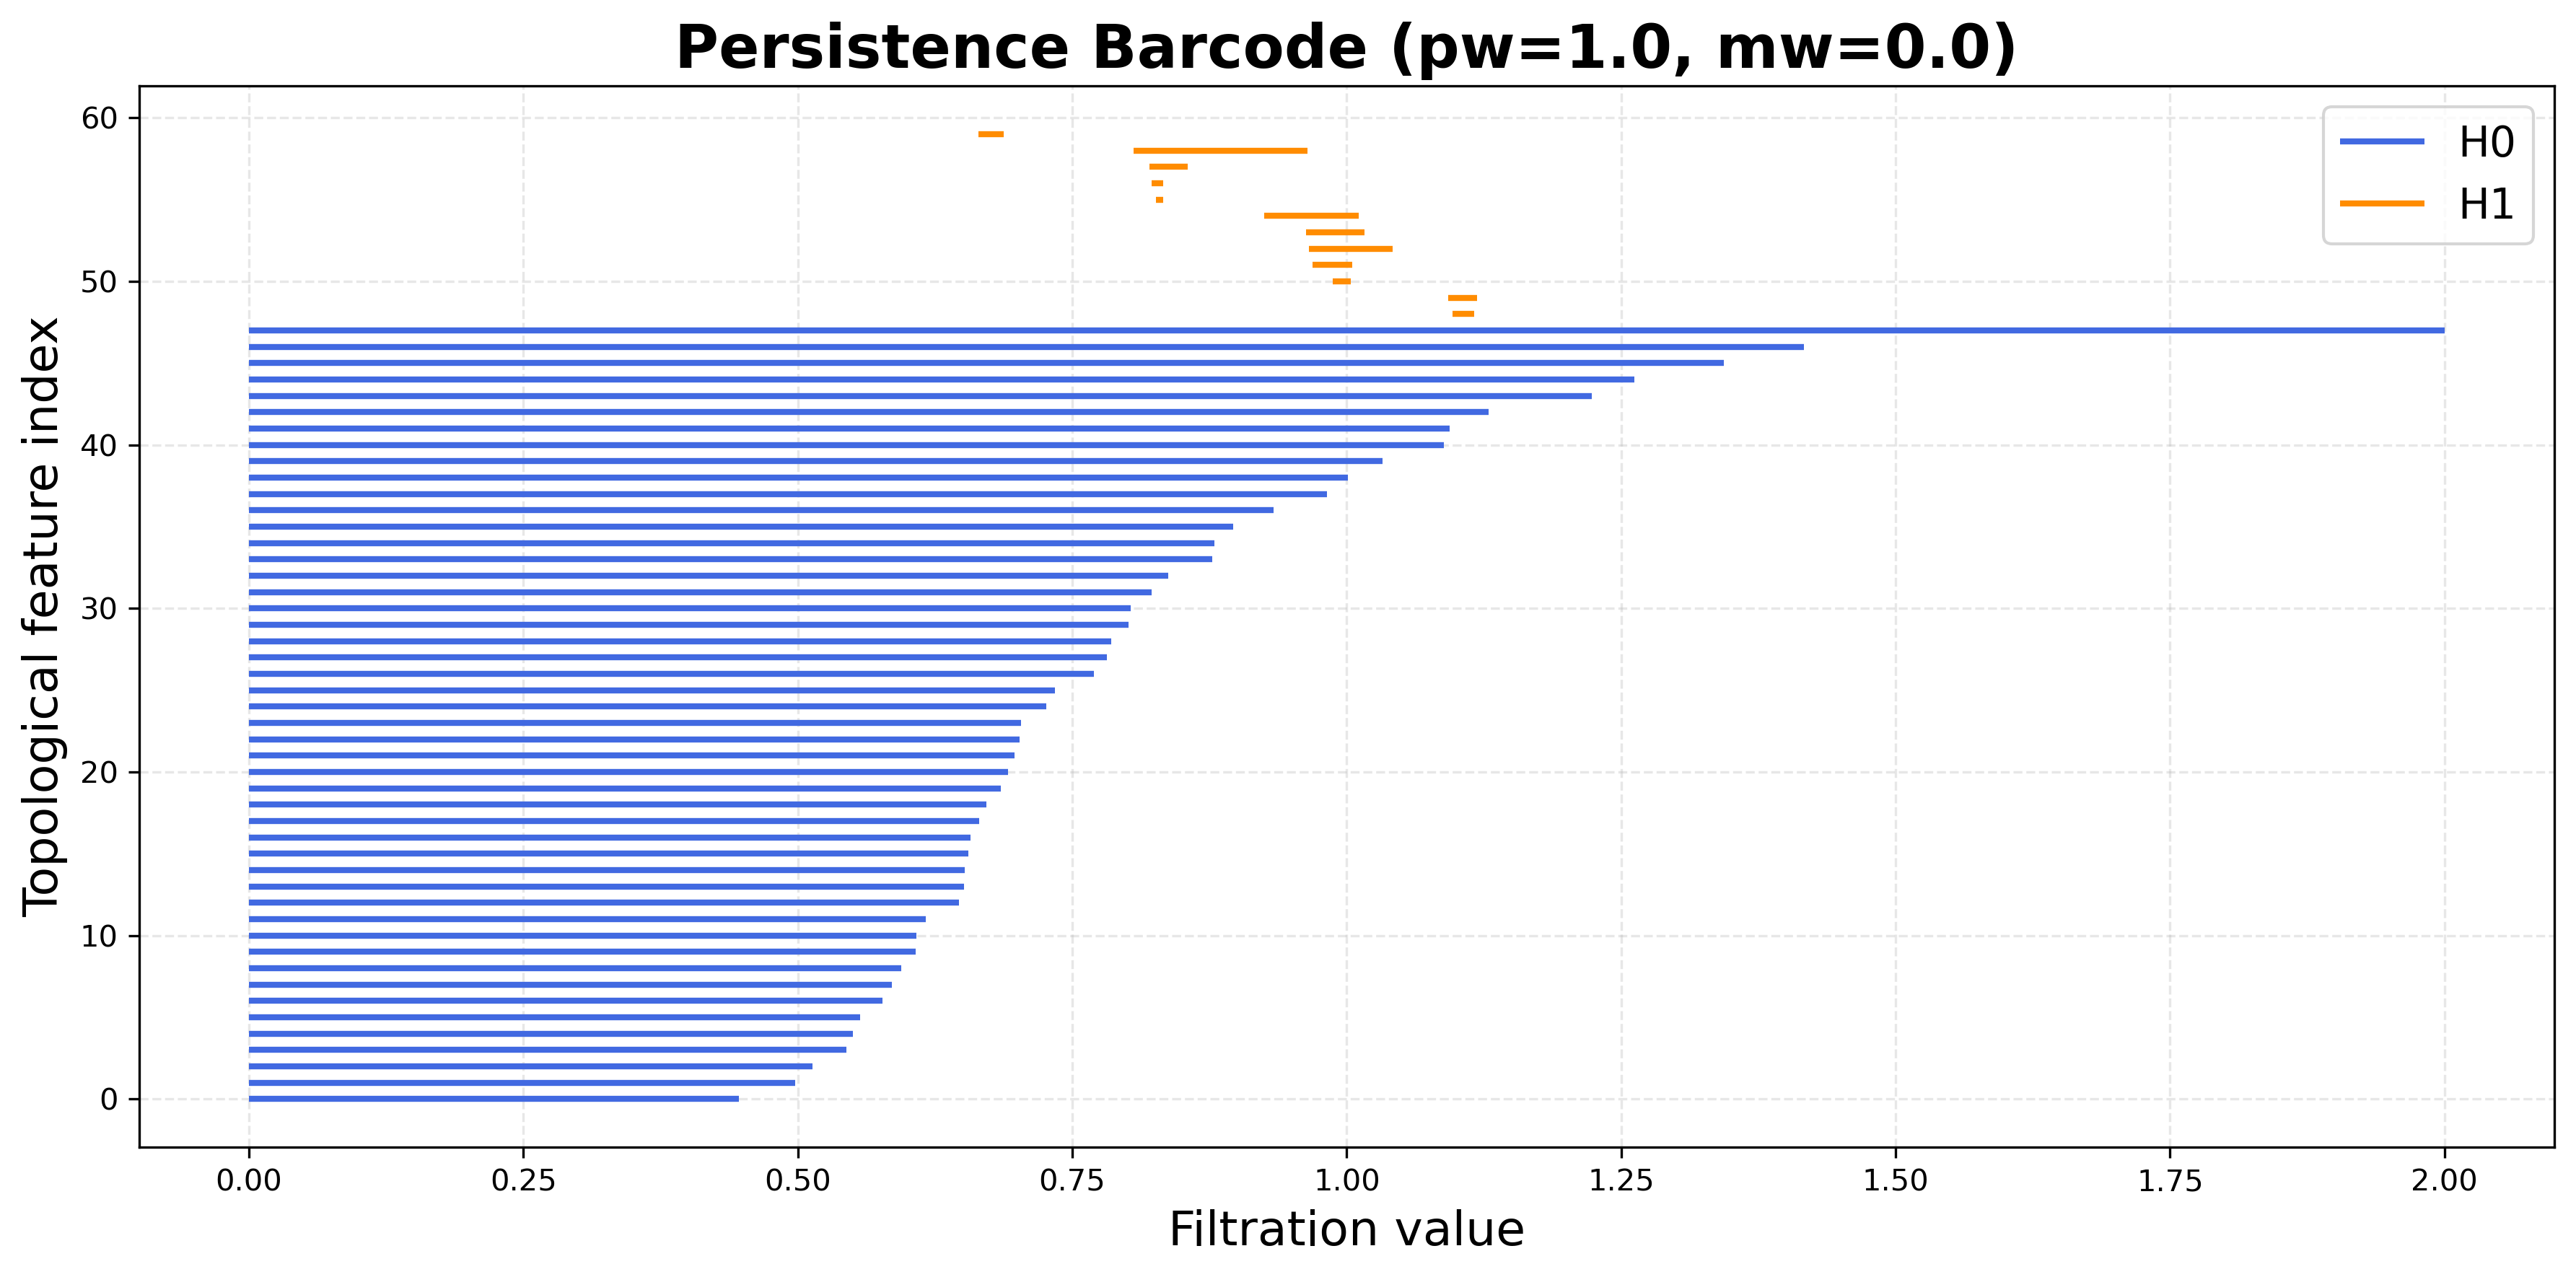 Persistence Barcode (pw=1.0, mw=0.0)
H0
H1
Topological feature index
60
50
40
30
20
10
0
0.00 0.25 0.50 0.75 1.00 1.25 1.50 1.75 2.00
Filtration value